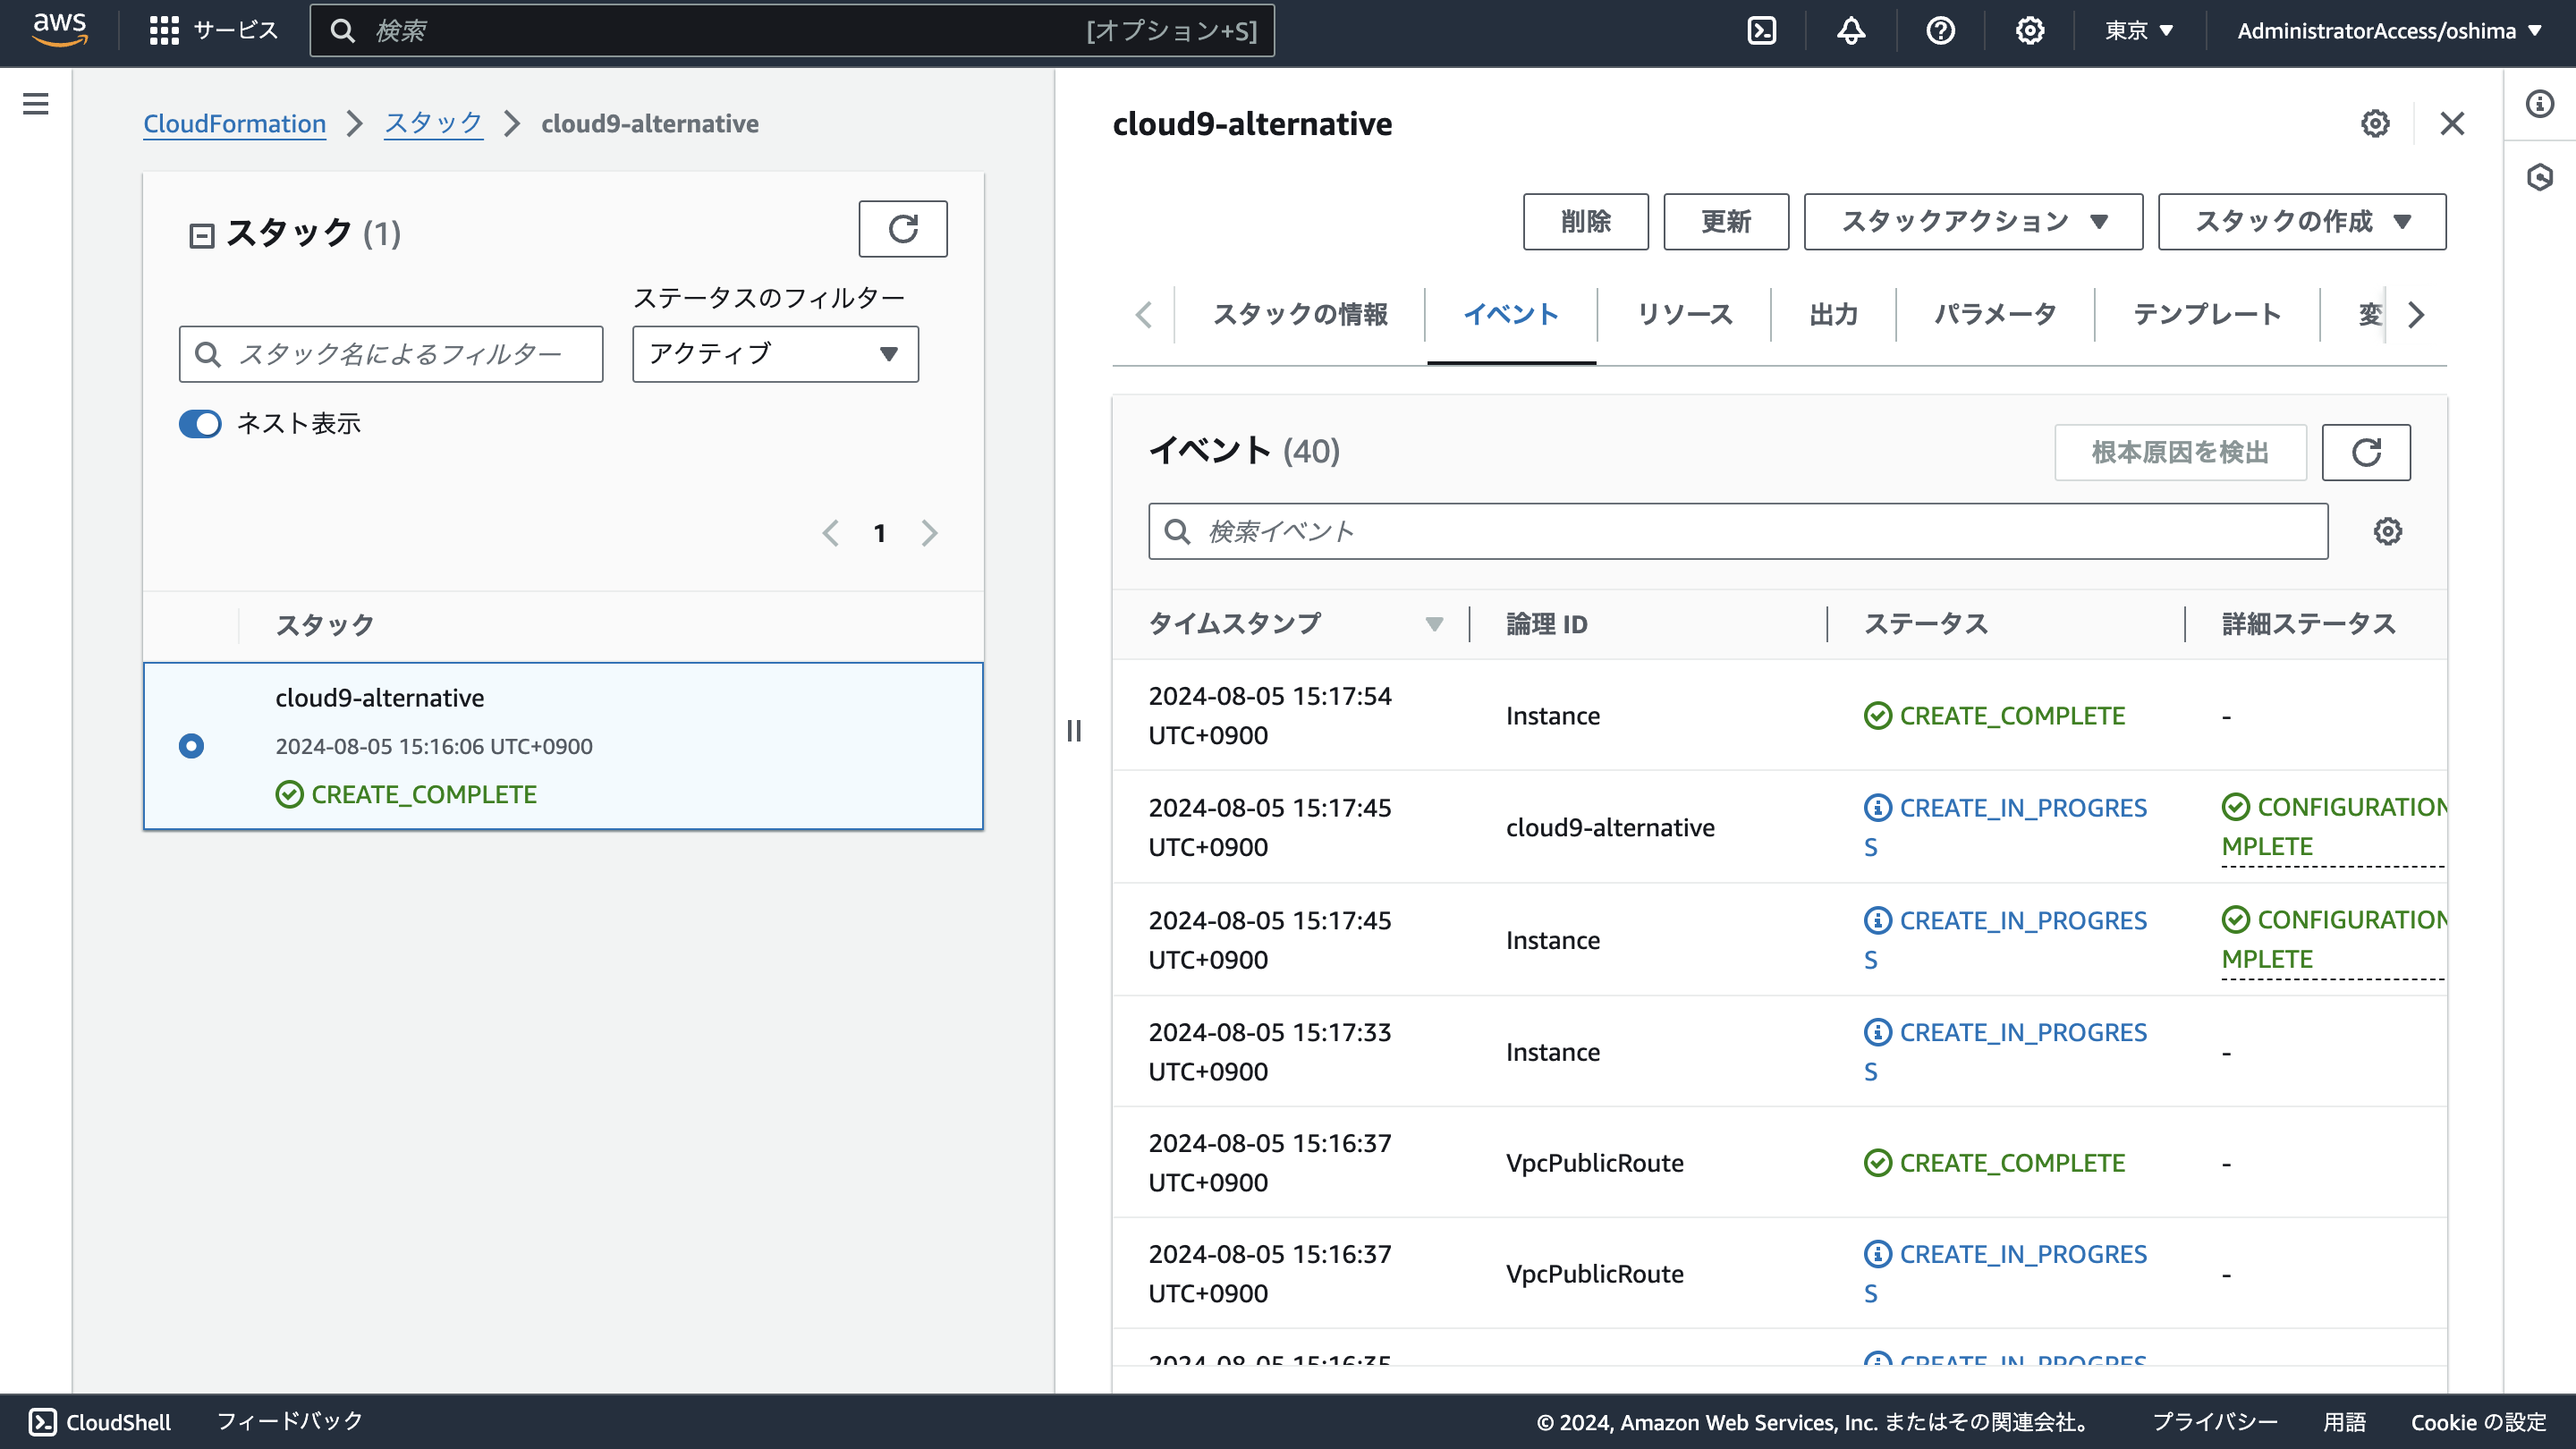 aws
サービス
検索
[オプション+S]
東京
AdministratorAccess/oshima
CloudFormation
スタック
cloud9-alternative
スタック (1)
ステータスのフィルター
スタック名によるフィルター
アクティブ
ネスト表示
1
スタック
cloud9-alternative
2024-08-05 15:16:06 UTC+0900
CREATE_COMPLETE
cloud9-alternative
削除
更新
スタックアクション
スタックの作成
スタックの情報
イベント
リソース
出力
パラメータ
テンプレート
変
イベント (40)
根本原因を検出
検索イベント
タイムスタンプ
論理 ID
ステータス
詳細ステータス
2024-08-05 15:17:54
UTC+0900
Instance
CREATE_COMPLETE
-
2024-08-05 15:17:45
UTC+0900
cloud9-alternative
CREATE_IN_PROGRES
S
CONFIGURATION
MPLETE
2024-08-05 15:17:45
UTC+0900
Instance
CREATE_IN_PROGRES
S
CONFIGURATION
MPLETE
2024-08-05 15:17:33
UTC+0900
Instance
CREATE_IN_PROGRES
S
-
2024-08-05 15:16:37
UTC+0900
VpcPublicRoute
CREATE_COMPLETE
-
2024-08-05 15:16:37
UTC+0900
VpcPublicRoute
CREATE_IN_PROGRES
S
-
2024-08-05 15:16:35
CREATE_IN_PROGRES
CloudShell
フィードバック
© 2024, Amazon Web Services, Inc. またはその関連会社。
プライバシー
用語
Cookie の設定